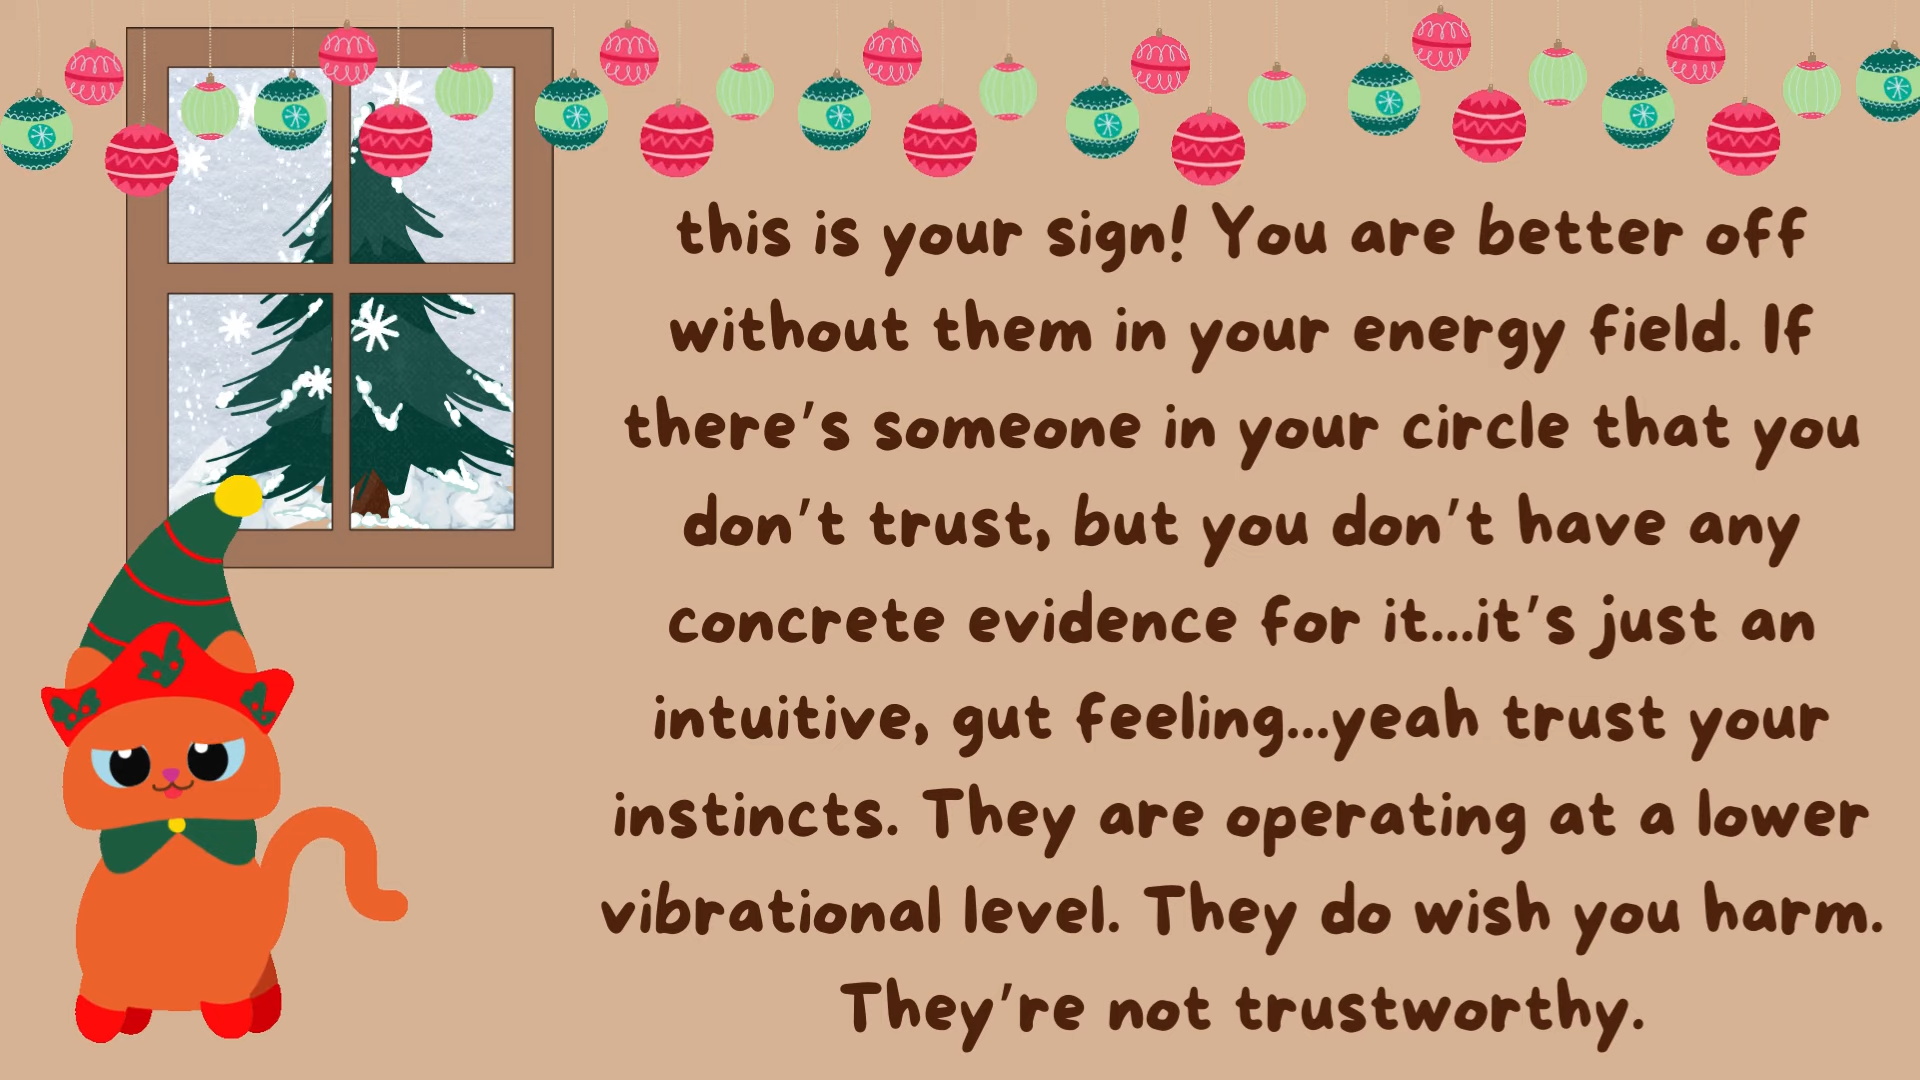 this is your sign! You are better off
without them in your energy field. If
there's someone in your circle that you
don't trust, but you don't have any
concrete evidence for it...it's just an
intuitive, gut feeling...yeah trust your
instincts. They are operating at a lower
vibrational level. They do wish you harm.
They're not trustworthy.